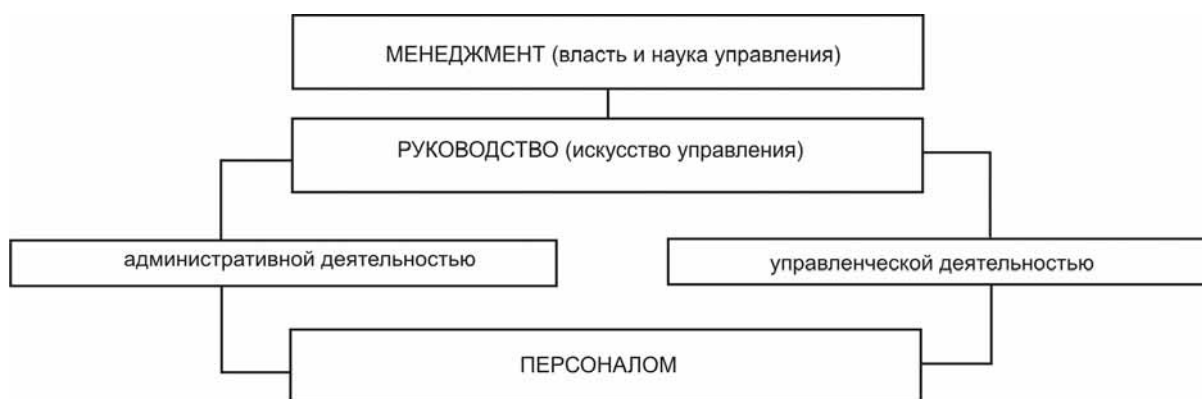 МЕНЕДЖМЕНТ (власть и наука управления)
РУКОВОДСТВО (искусство управления)
административной деятельностью
управленческой деятельностью
ПЕРСОНАЛОМ